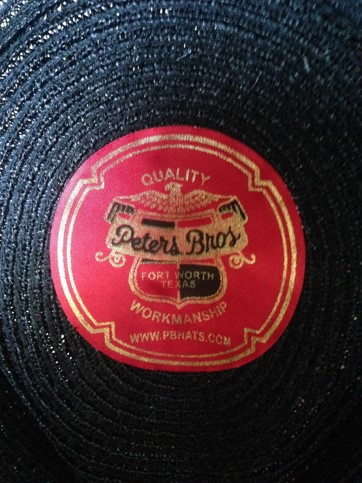 QUALITY
Peters Bros
FORT WORTH
TEXAS
WORKMANSHIP
WWW.PBHATS.COM